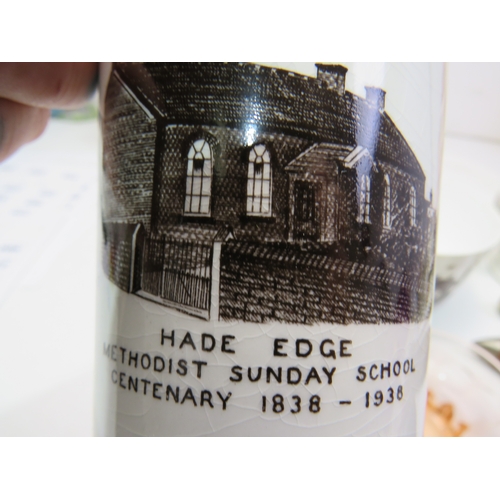 HADE EDGE
METHODIST SUNDAY SCHOOL
CENTENARY 1838 - 1938